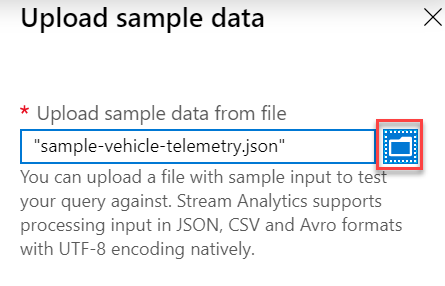 Upload sample data
* Upload sample data from file
"sample-vehicle-telemetry.json"
You can upload a file with sample input to test
your query against. Stream Analytics supports
processing input in JSON, CSV and Avro formats
with UTF-8 encoding natively.